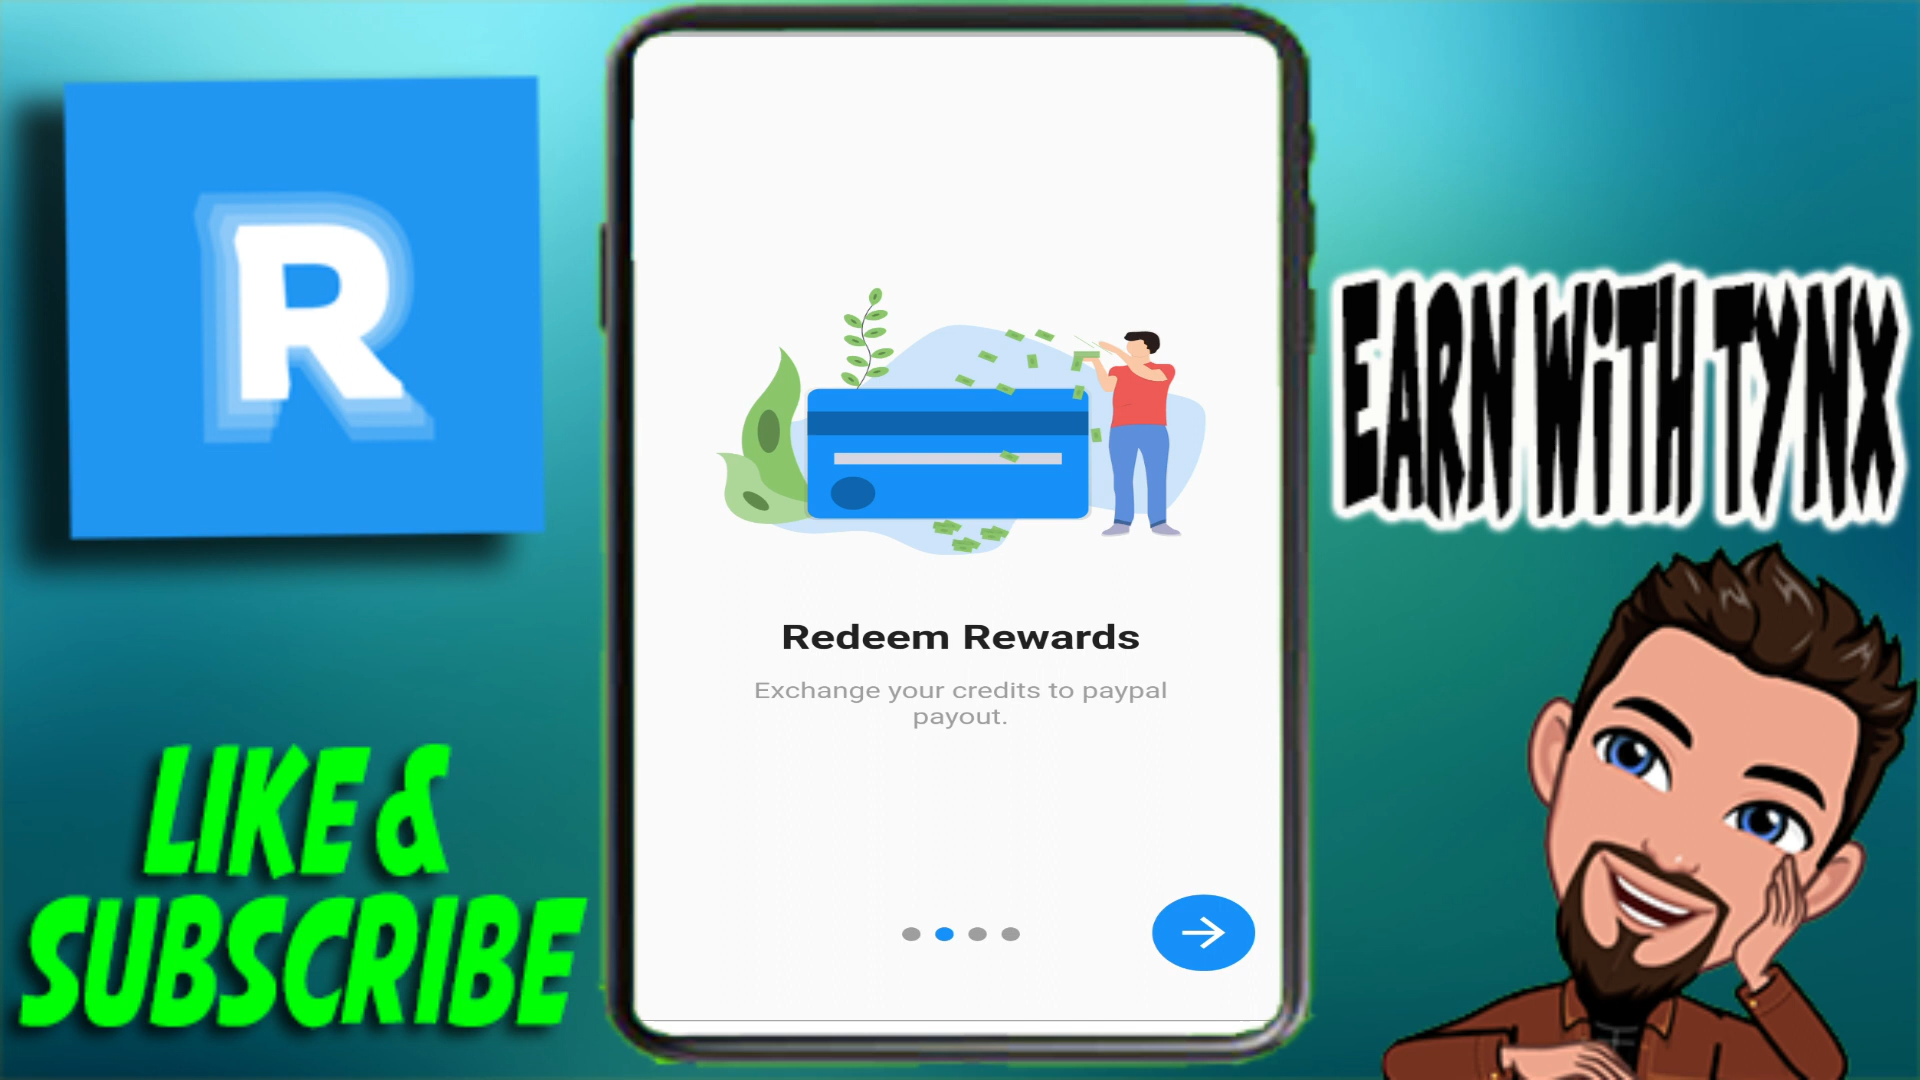 R
EARN WiTH TYNX
Redeem Rewards
Exchange your credits to paypal
payout.
LIKE &
SUBSCRIBE